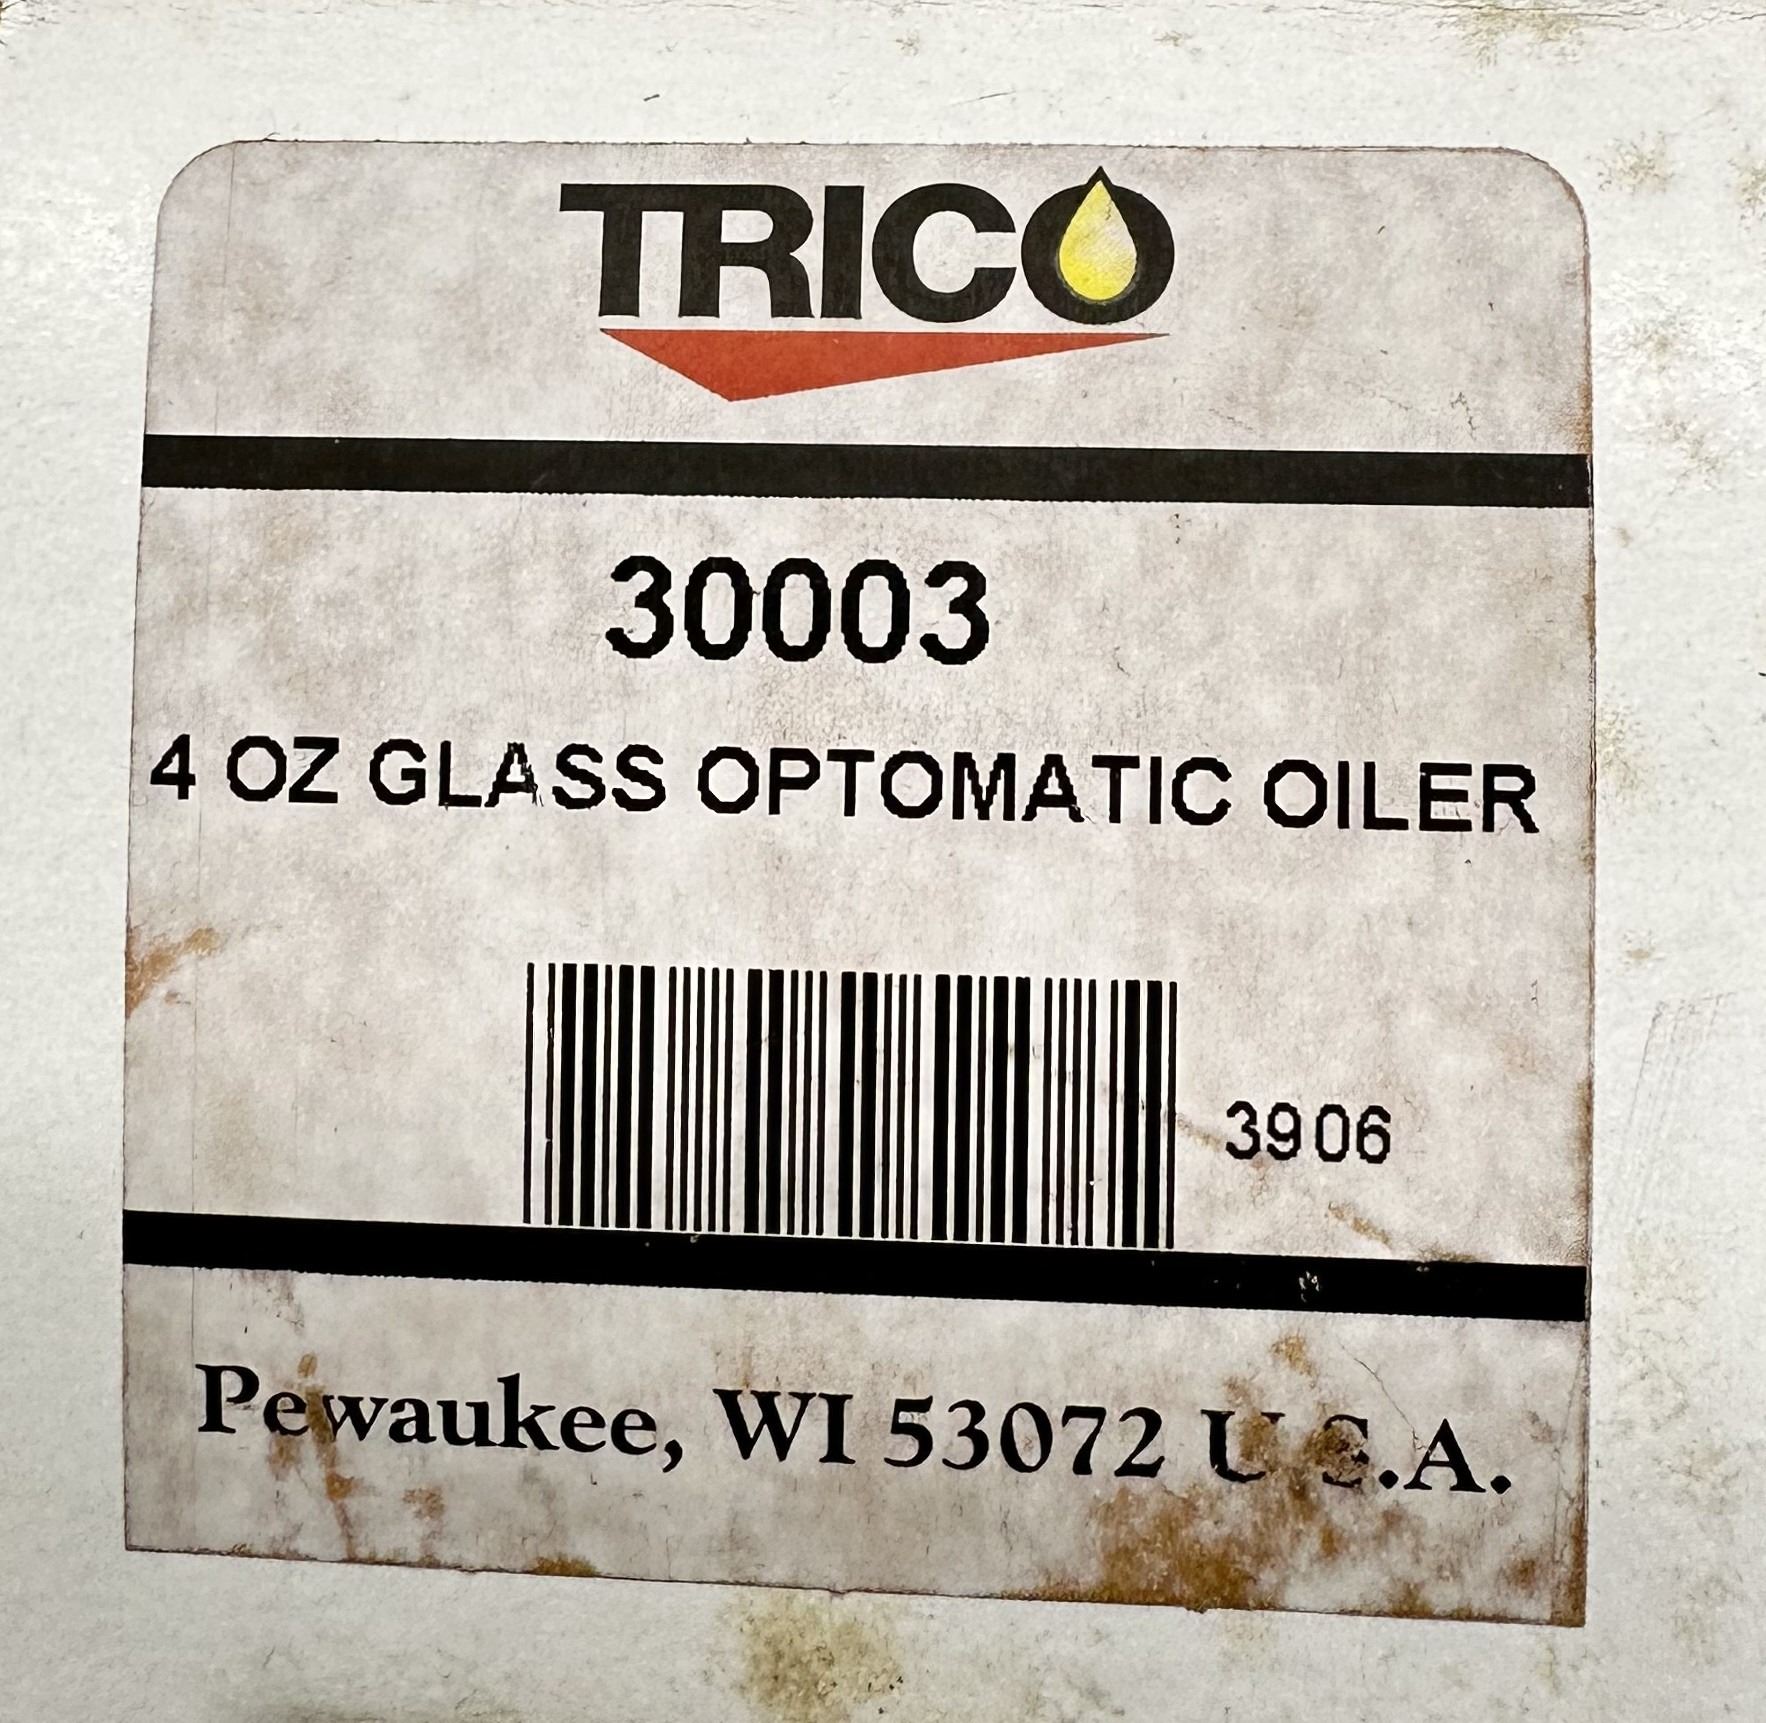 TRICO
30003
4 OZ GLASS OPTOMATIC OILER
3906
Pewaukee, WI 53072 U.S.A.